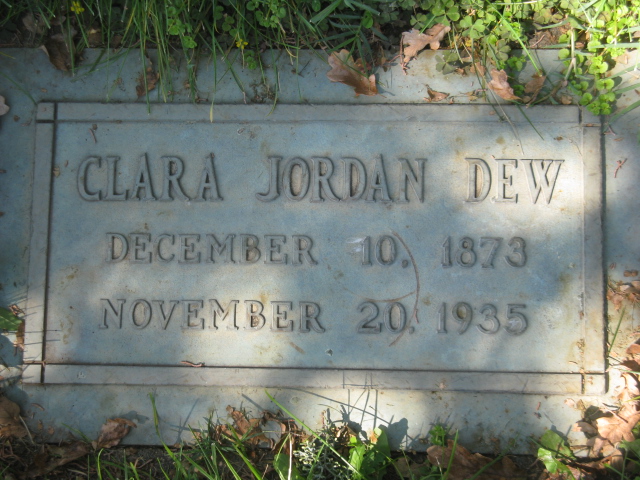 CLARA JORDAN DEW
DECEMBER 10, 1873
NOVEMBER 20, 1935